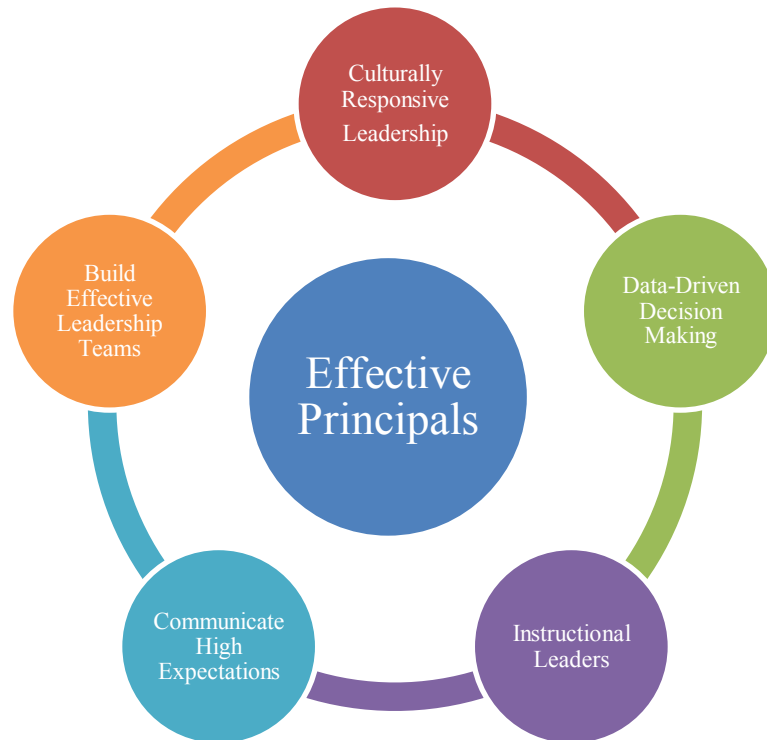 Culturally
Responsive
Leadership
Data-Driven
Decision
Making
Instructional
Leaders
Communicate
High
Expectations
Build
Effective
Leadership
Teams
Effective
Principals